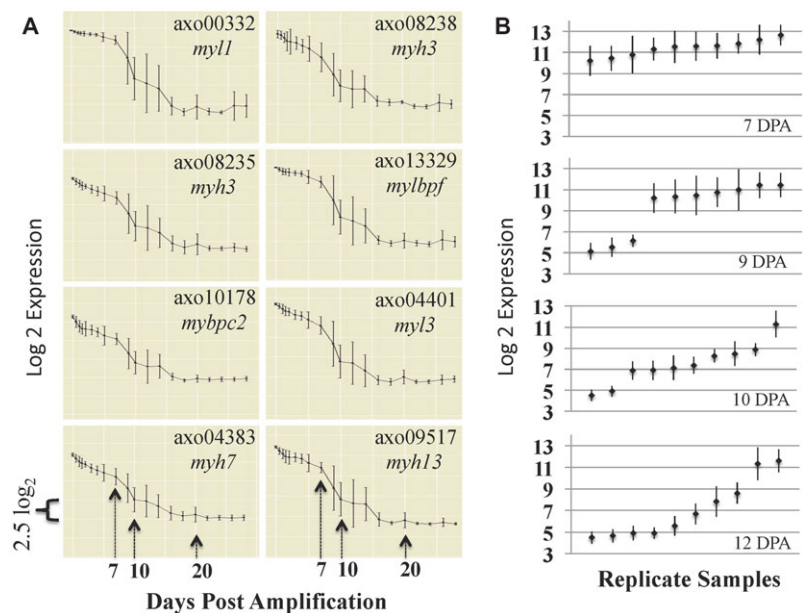 A
axo00332
myl1
axo08238
myh3
axo08235
myh3
axo13329
mylbpf
axo10178
mybpc2
axo04401
myl3
axo04383
myh7
axo09517
myh13
Log 2 Expression
2.5 log2
7 10 20
7 10 20
Days Post Amplification
B
Log 2 Expression
13
11
9
7
5
3
7 DPA
13
11
9
7
5
3
9 DPA
13
11
9
7
5
3
10 DPA
13
11
9
7
5
3
12 DPA
Replicate Samples